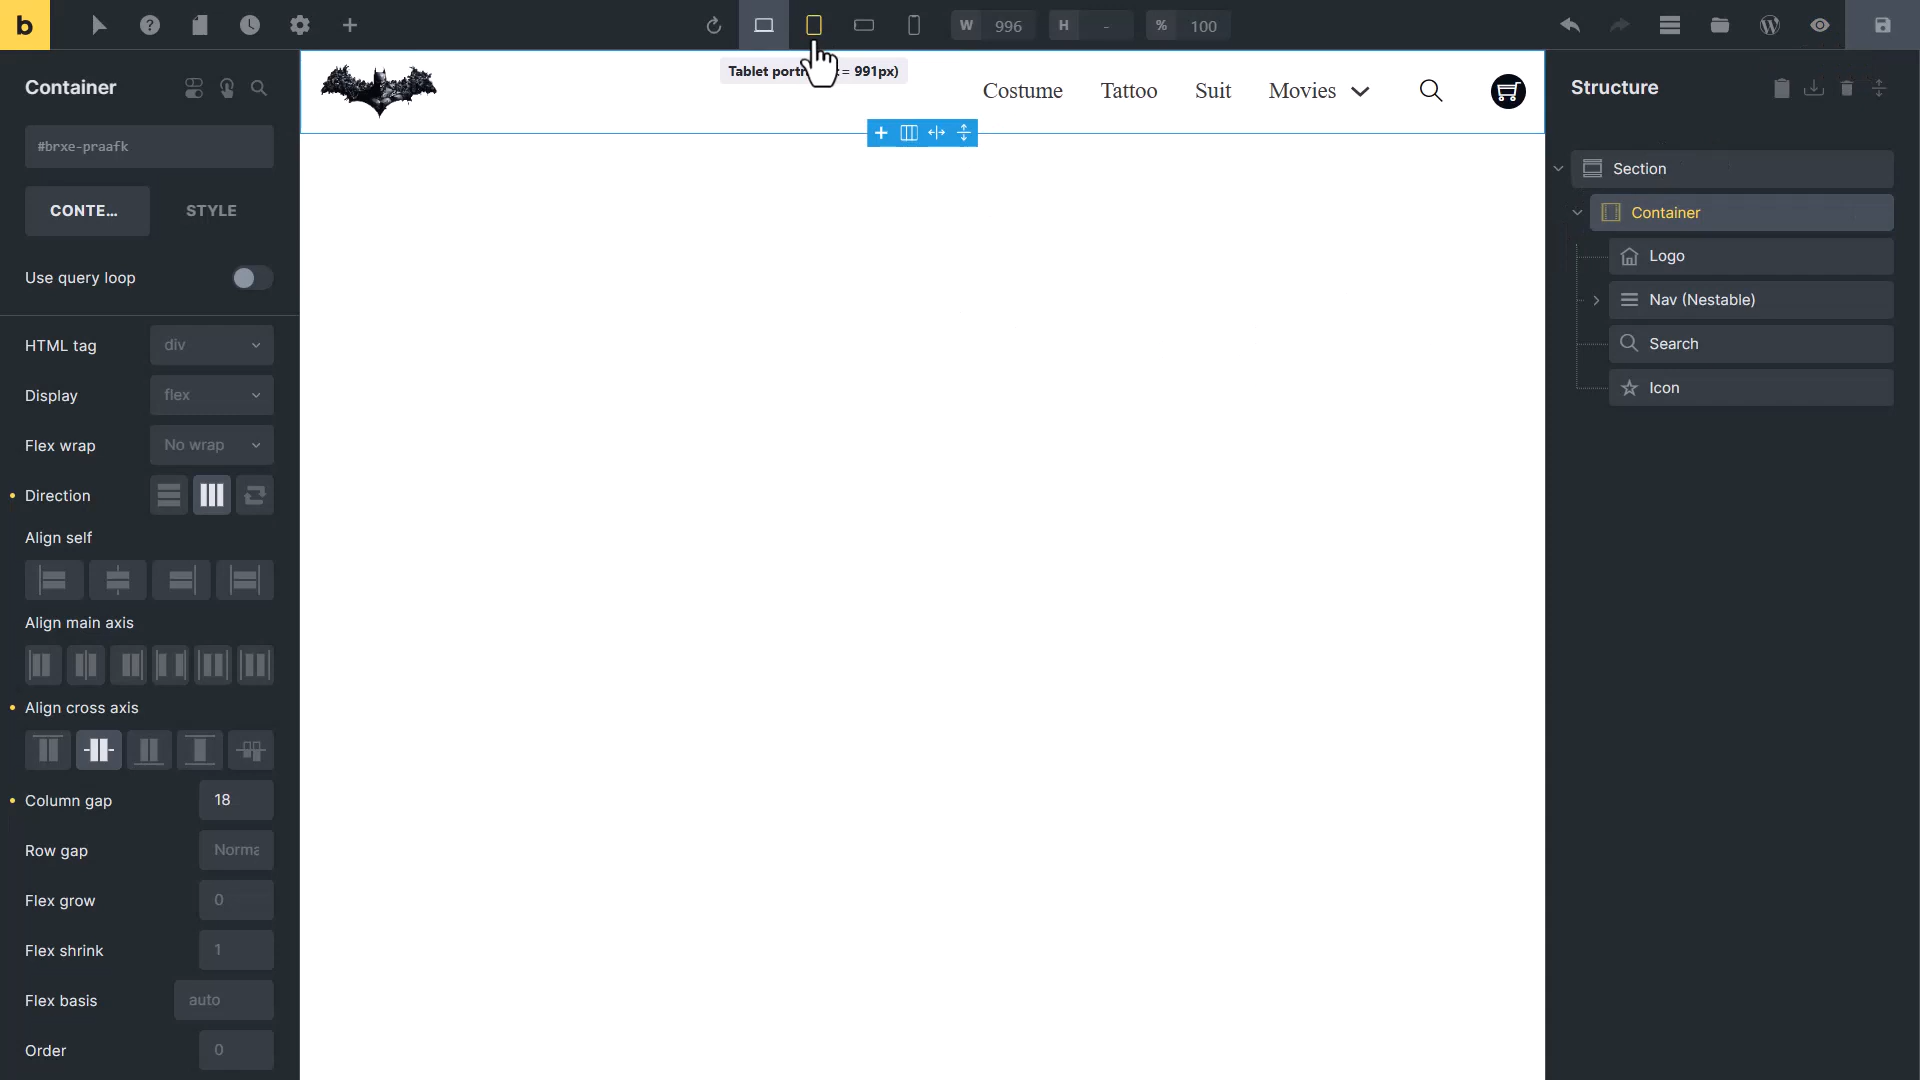 b
W 996 H - % 100
Container
Tablet portr = 991px)
Costume Tattoo Suit Movies
Structure
#brxe-praafk
CONTE... STYLE
Section
Container
Logo
Use query loop
Nav (Nestable)
HTML tag div
Search
Display flex
Icon
Flex wrap No wrap
Direction
Align self
Align main axis
Align cross axis
Column gap 18
Row gap Norma
Flex grow 0
Flex shrink 1
Flex basis auto
Order 0